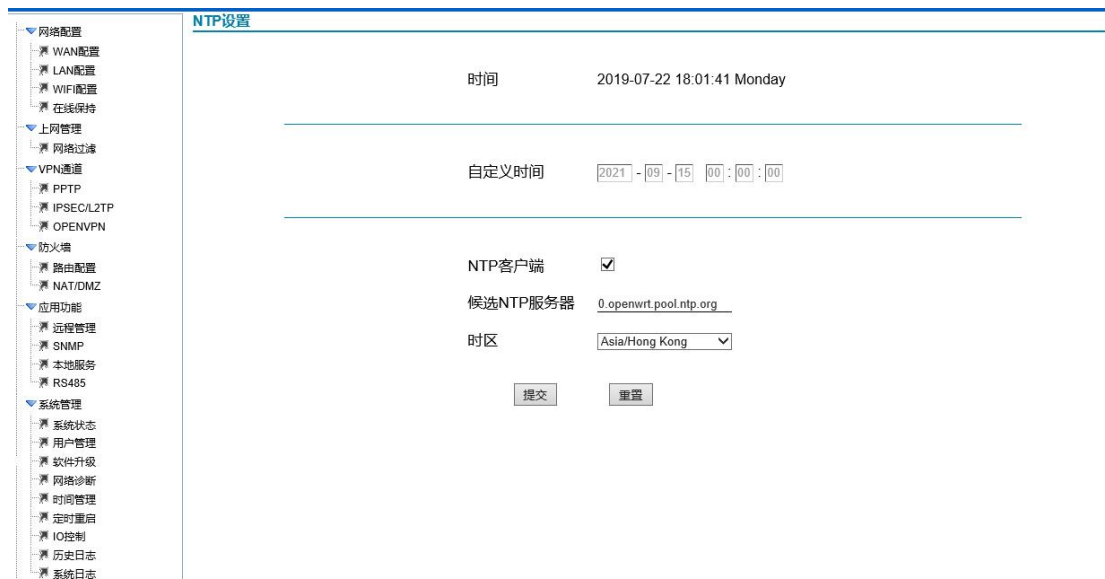 网络配置
WAN配置
LAN配置
WIFI配置
在线保持
上网管理
网络过滤
VPN通道
PPTP
IPSEC/L2TP
OPENVPN
防火墙
路由配置
NAT/DMZ
应用功能
远程管理
SNMP
本地服务
RS485
系统管理
系统状态
用户管理
软件升级
网络诊断
时间管理
定时重启
IO控制
历史日志
系统日志
NTP设置
时间 2019-07-22 18:01:41 Monday
自定义时间 2021 - 09 - 15 00 : 00 : 00
NTP客户端
候选NTP服务器 0.openwrt.pool.ntp.org
时区 Asia/Hong Kong
提交 重置